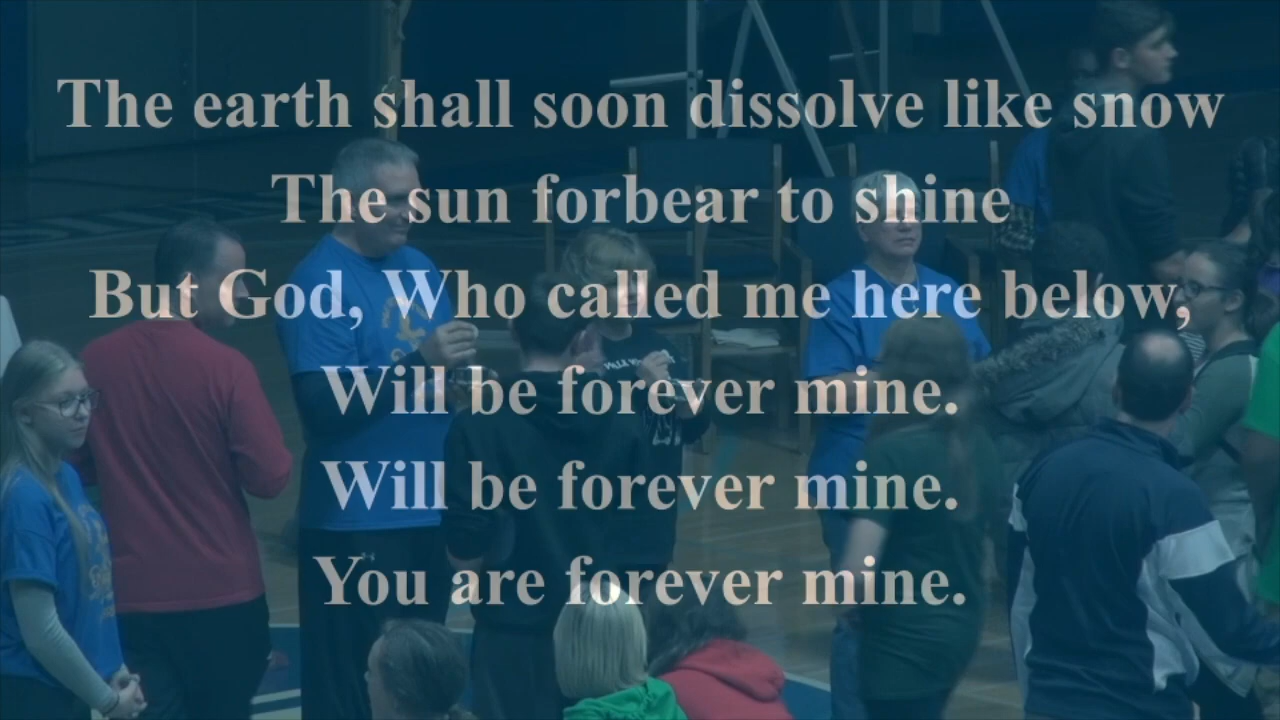 The earth shall soon dissolve like snow
The sun forbear to shine
But God, Who called me here below,
Will be forever mine.
Will be forever mine.
You are forever mine.